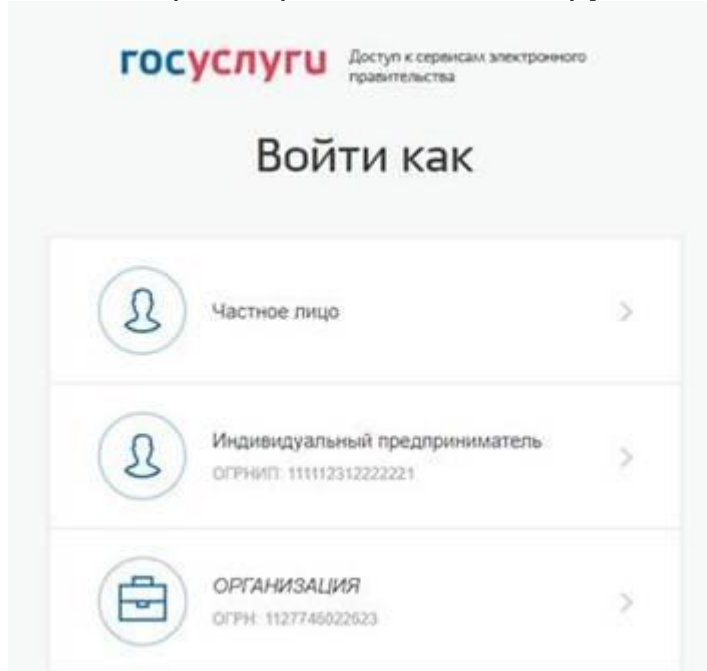 госуслуги
Доступ к сервисам электронного
правительства
Войти как
Частное лицо
Индивидуальный предприниматель
ОГРНИП: 111112312222221
ОРГАНИЗАЦИЯ
ОГРН: 1127746022623